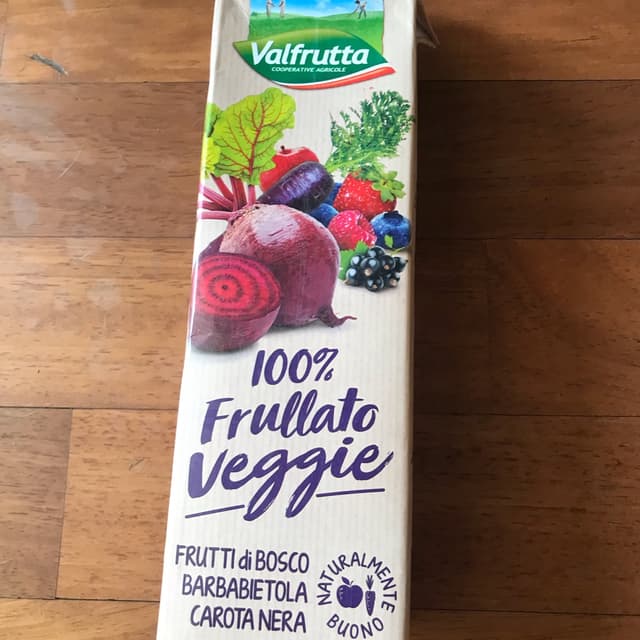 Valfrutta
COOPERATIVE AGRICOLE
100%
Frullato
Veggie
FRUTTI di BOSCO
BARBABIETOLA
CAROTA NERA
NATURALMENTE
BUONO